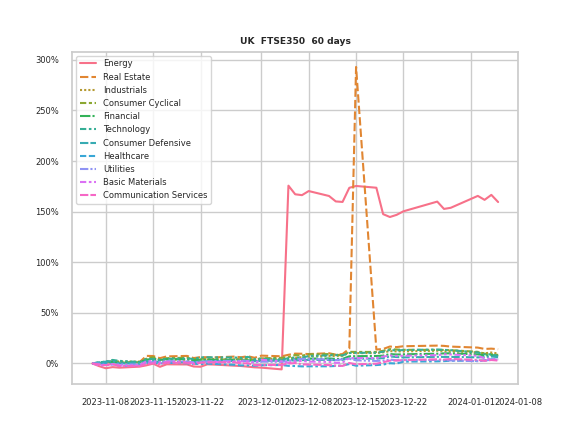 UK FTSE350 60 days
300%
250%
200%
150%
100%
50%
0%
Energy
Real Estate
Industrials
Consumer Cyclical
Financial
Technology
Consumer Defensive
Healthcare
Utilities
Basic Materials
Communication Services
2023-11-08 2023-11-15 2023-11-22 2023-12-01 2023-12-08 2023-12-15 2023-12-22 2024-01-01 2024-01-08